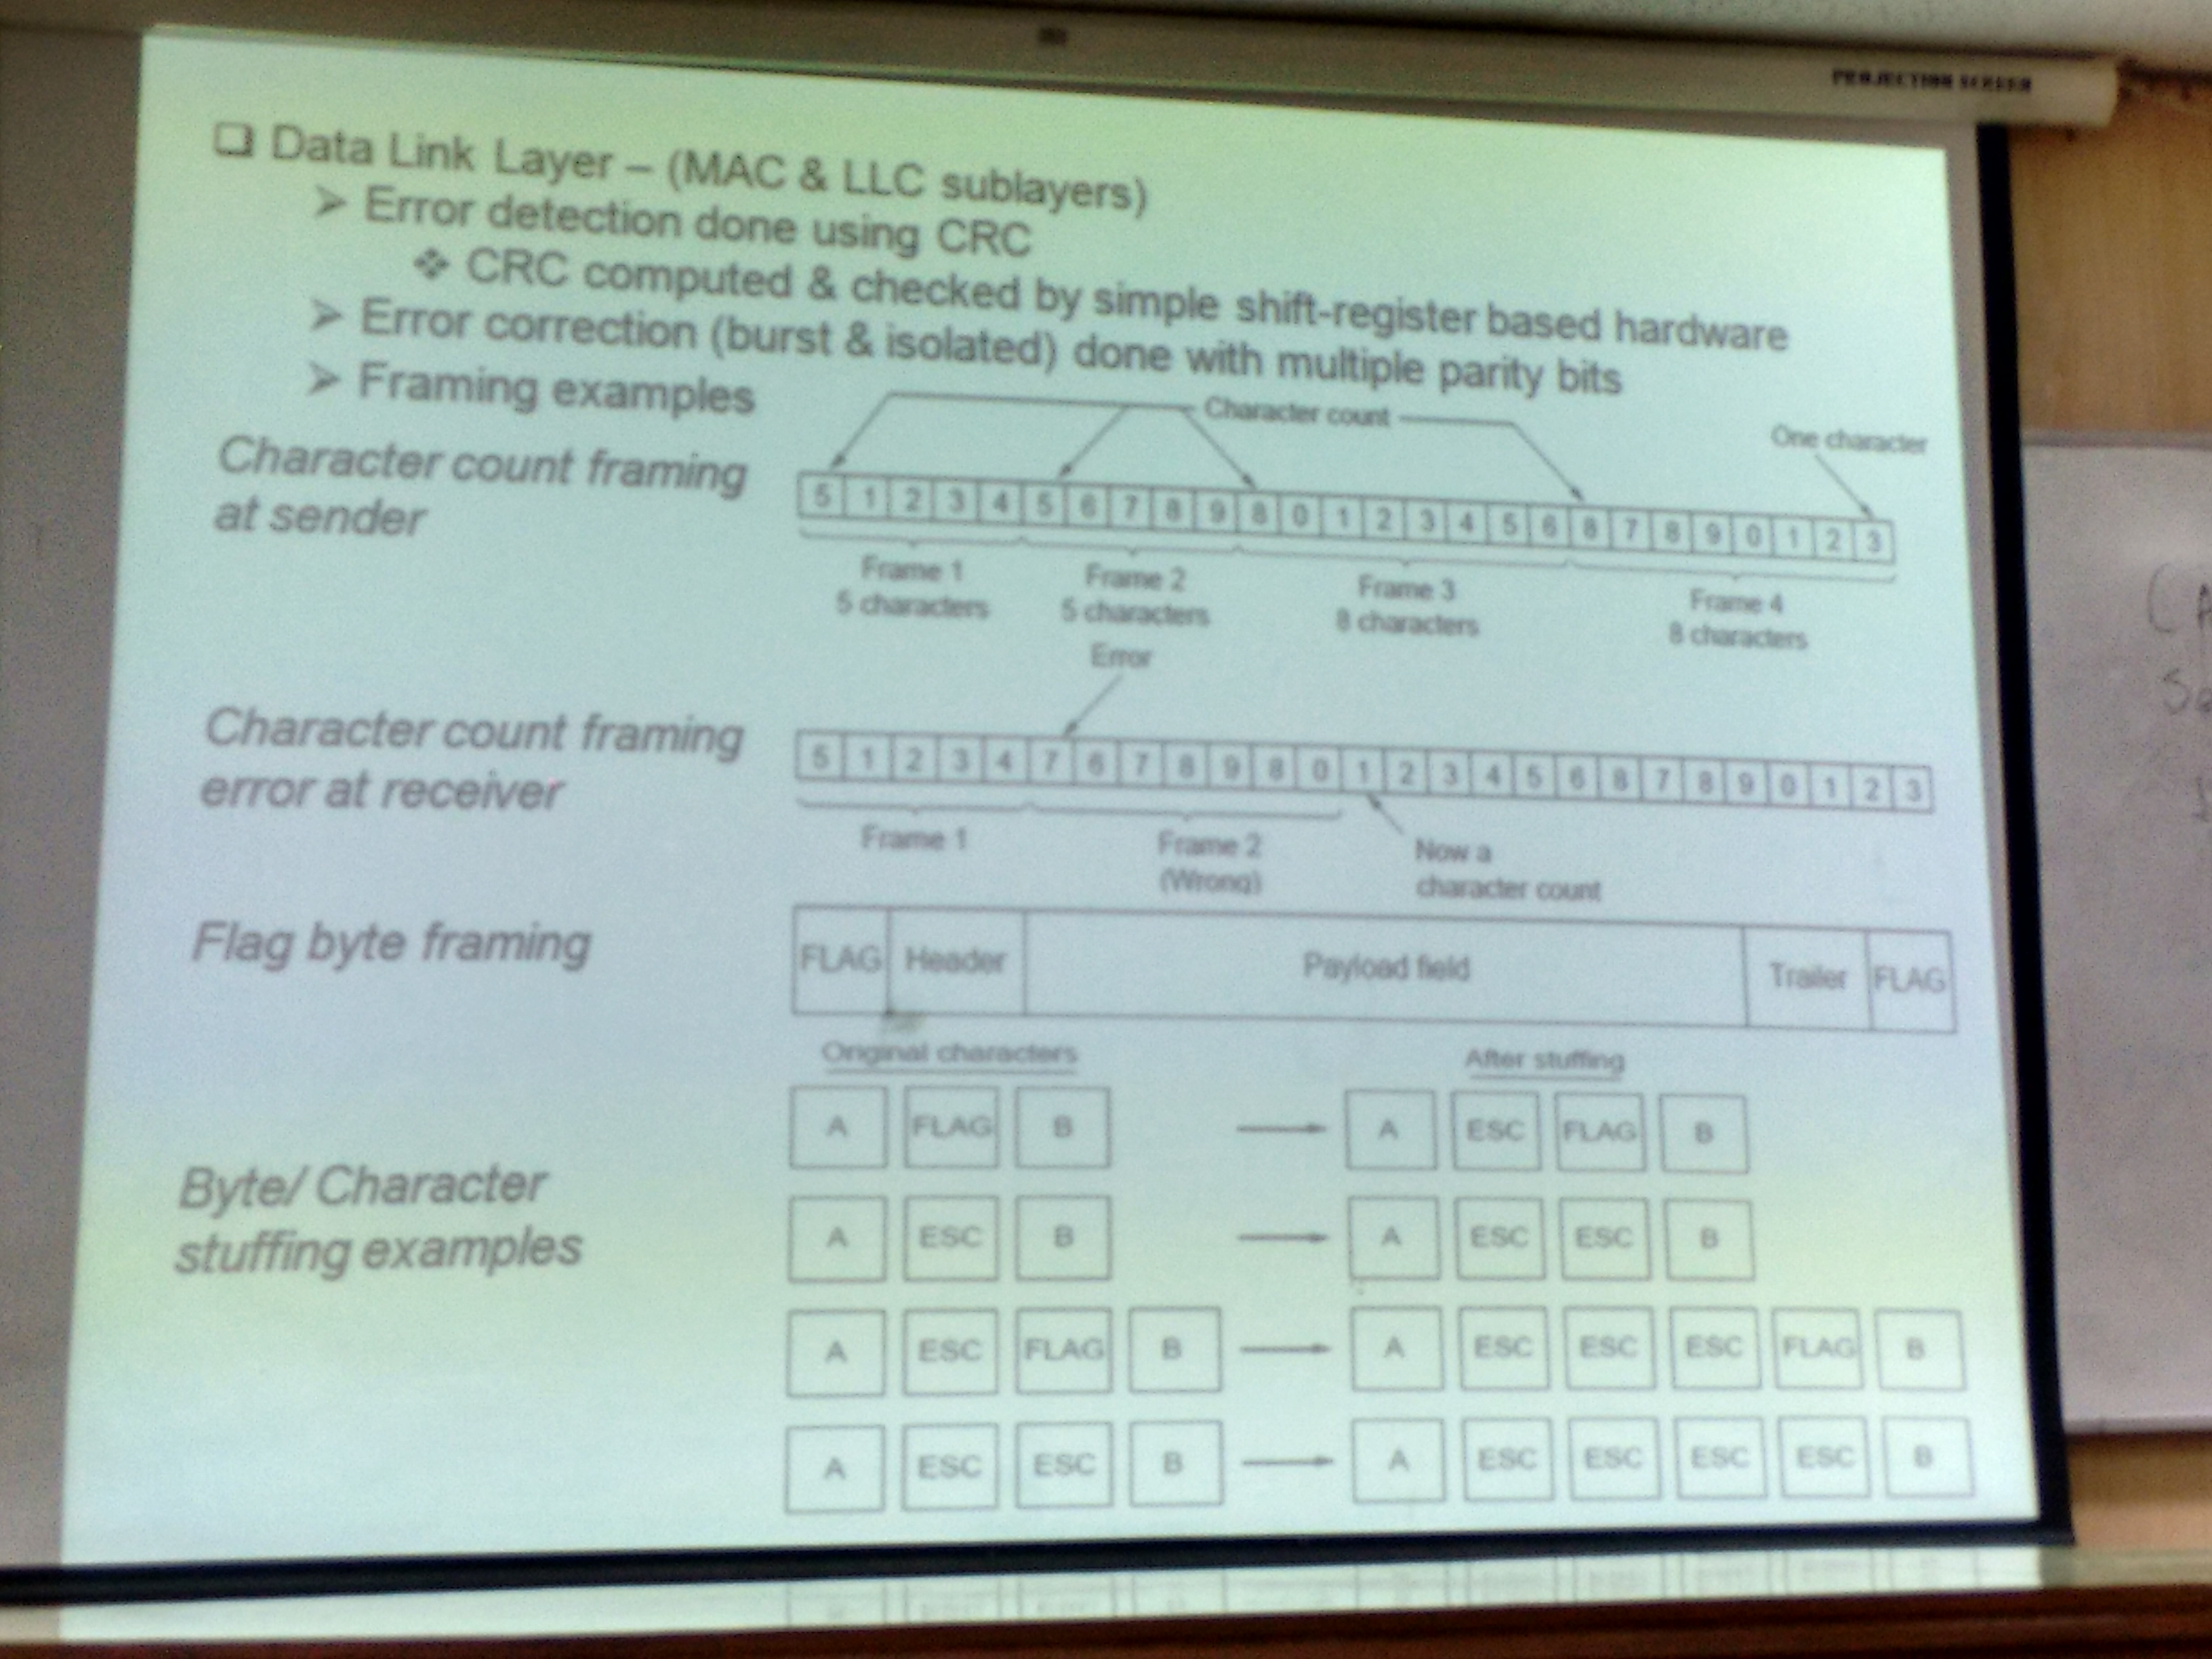 PROJECTION SCREEN
❑ Data Link Layer – (MAC & LLC sublayers)
➢ Error detection done using CRC
❖ CRC computed & checked by simple shift-register based hardware
➢ Error correction (burst & isolated) done with multiple parity bits
➢ Framing examples
Character count
One character
Character count framing
at sender
5 1 2 3 4 5 6 7 8 9 8 0 1 2 3 4 5 6 8 7 8 9 0 1 2 3
Frame 1 Frame 2 Frame 3 Frame 4
5 characters 5 characters 8 characters 8 characters
Error
Character count framing
error at receiver
5 1 2 3 4 7 6 7 8 9 8 0 1 2 3 4 5 6 8 7 8 9 0 1 2 3
Frame 1 Frame 2 Now a
(Wrong) character count
Flag byte framing
FLAG Header Payload field Trailer FLAG
Original characters After stuffing
A FLAG B A ESC FLAG B
Byte/ Character
stuffing examples
A ESC B A ESC ESC B
A ESC FLAG B A ESC ESC ESC FLAG B
A ESC ESC B A ESC ESC ESC ESC B